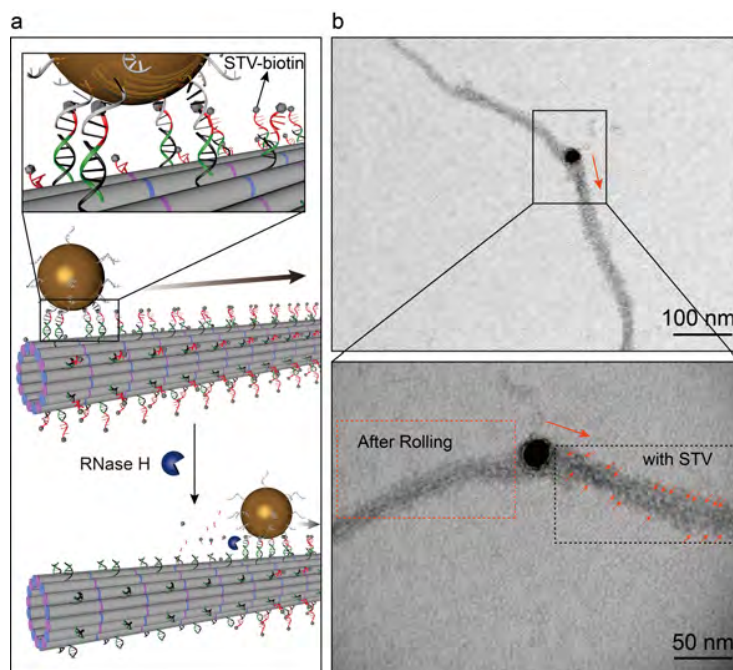 a
b
STV-biotin
RNase H
100 nm
After Rolling
with STV
50 nm